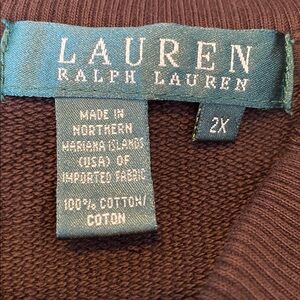 LAUREN
RALPH LAUREN
2X
MADE IN
NORTHERN
MARIANA ISLANDS
(USA) OF
IMPORTED FABRIC
100% COTTON/
COTON